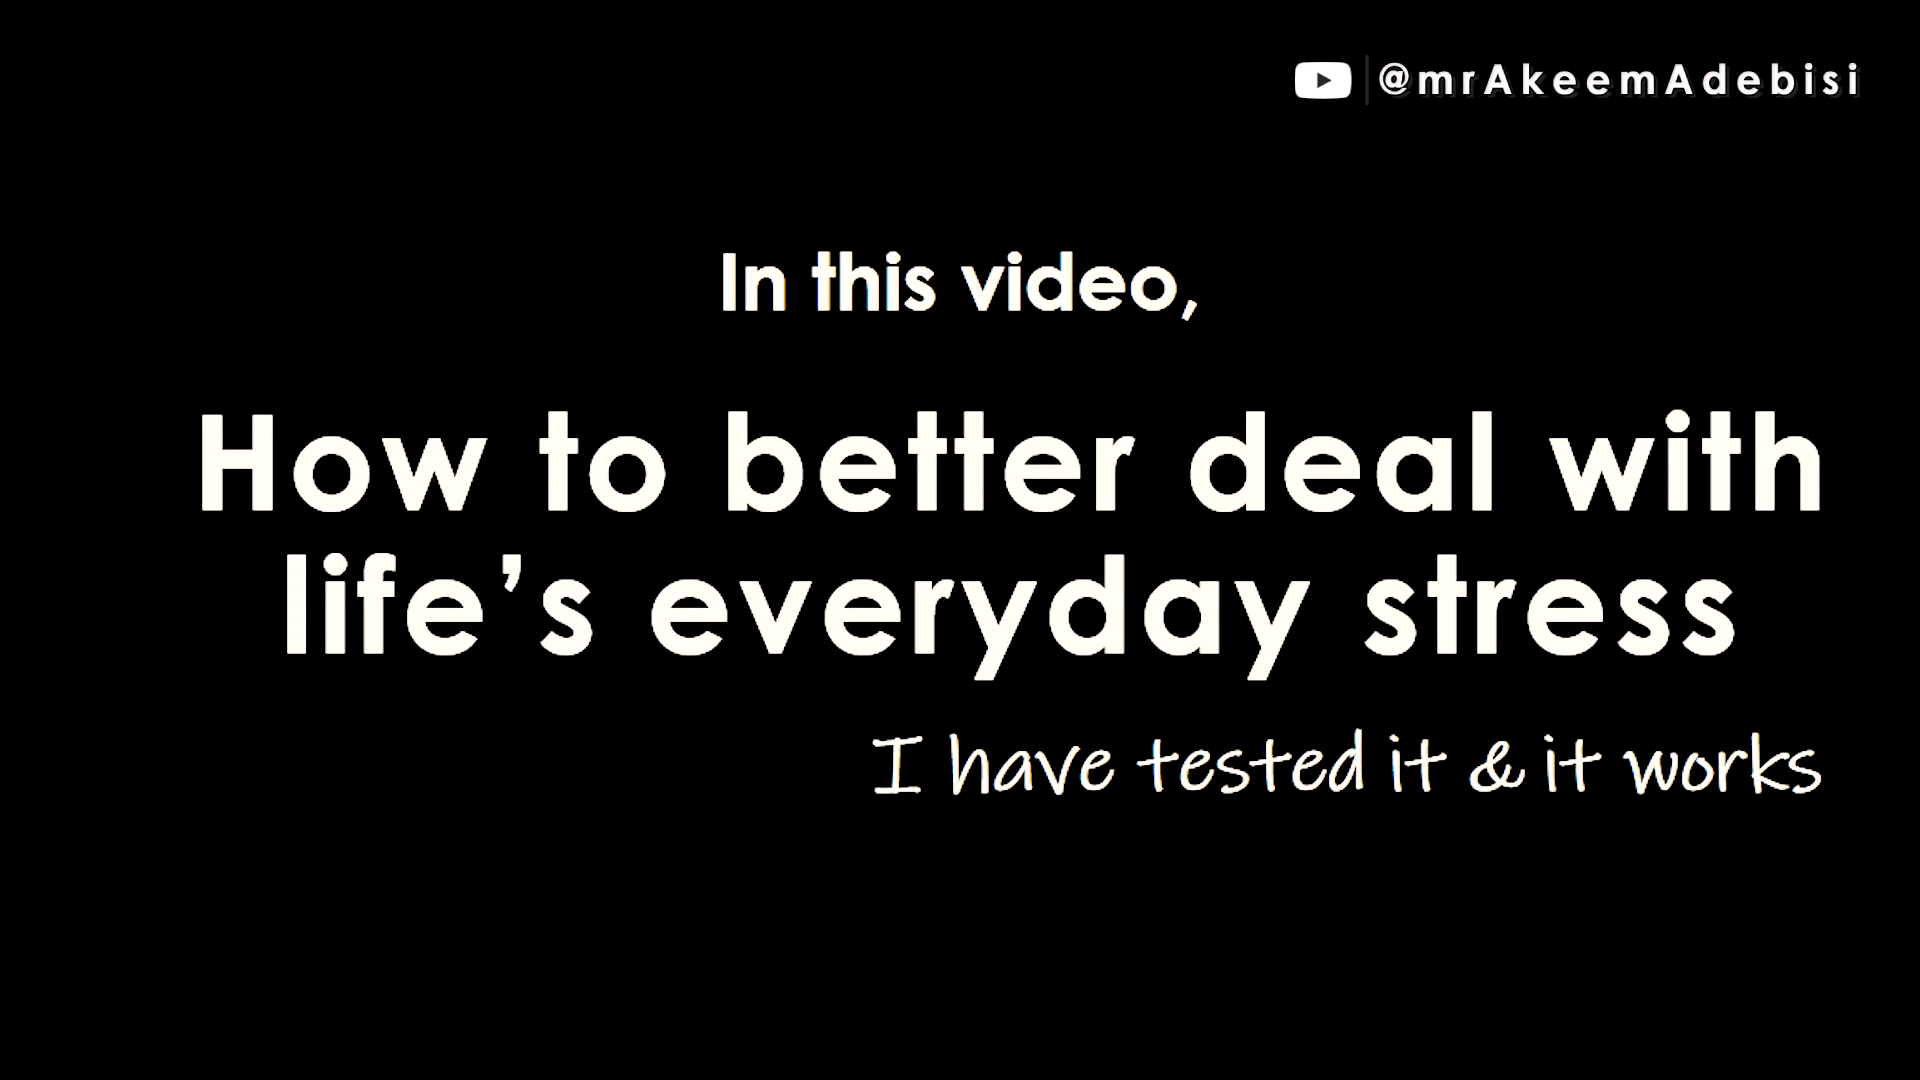 @mrAkeemAdebisi
In this video,
How to better deal with
life’s everyday stress
I have tested it & it works